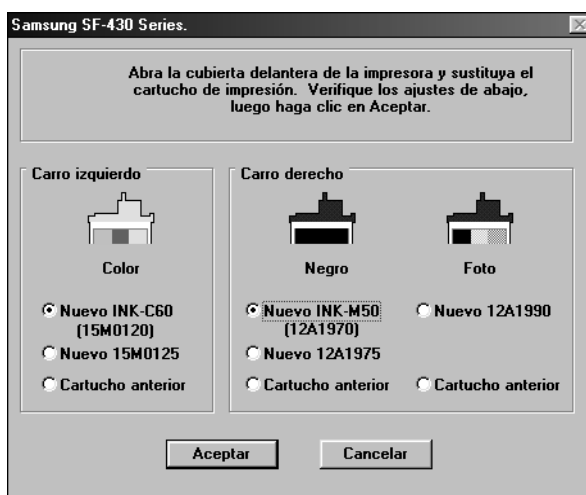 Samsung SF-430 Series.
Abra la cubierta delantera de la impresora y sustituya el
cartucho de impresión. Verifique los ajustes de abajo,
luego haga clic en Aceptar.
Carro izquierdo
Color
Nuevo INK-C60
(15M0120)
Nuevo 15M0125
Cartucho anterior
Carro derecho
Negro
Nuevo INK-M50
(12A1970)
Nuevo 12A1975
Cartucho anterior
Foto
Nuevo 12A1990
Cartucho anterior
Aceptar
Cancelar